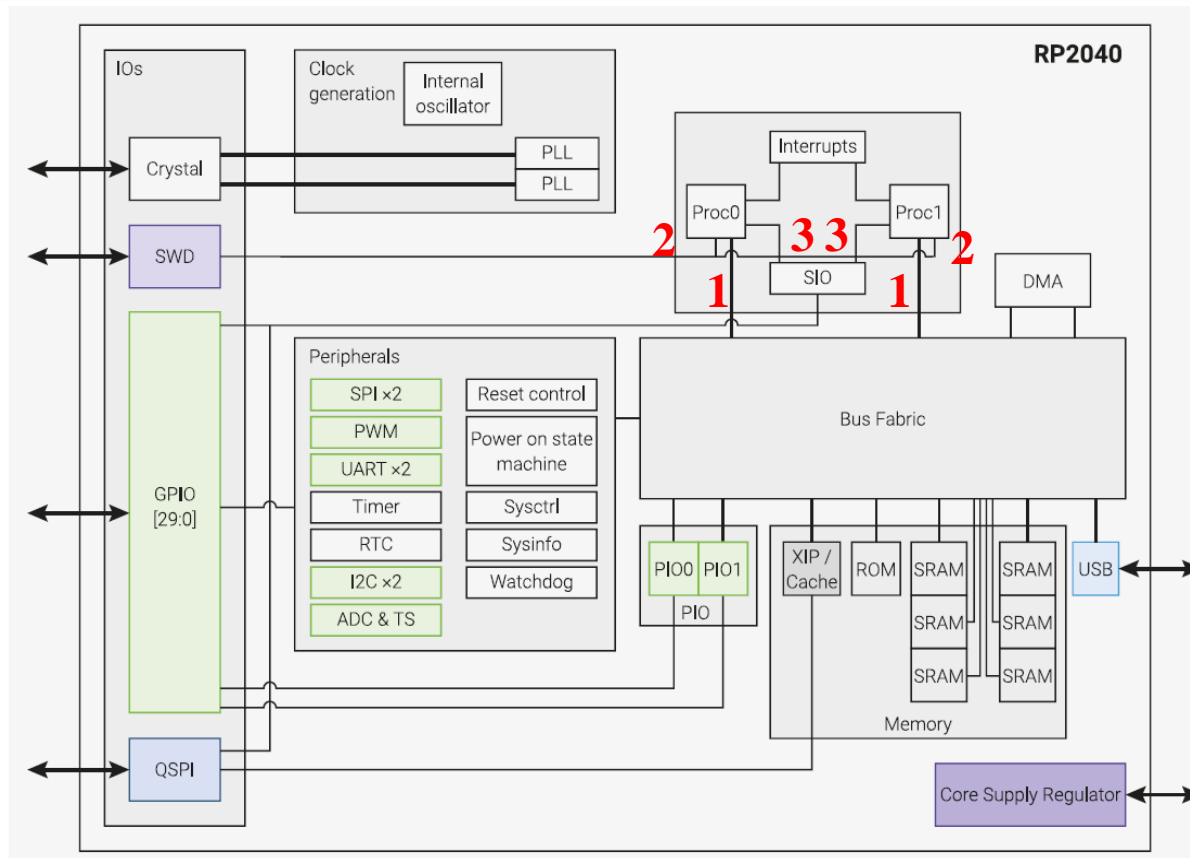 RP2040
IOs
Clock
generation
Internal
oscillator
Crystal
PLL
PLL
Interrupts
Proc0
Proc1
SWD
2
3
3
2
SIO
1
1
DMA
GPIO
[29:0]
Peripherals
SPI ×2
PWM
UART ×2
Timer
RTC
I2C ×2
ADC & TS
Reset control
Power on state
machine
Sysctrl
Sysinfo
Watchdog
Bus Fabric
PIO0
PIO1
PIO
XIP /
Cache
ROM
SRAM
SRAM
SRAM
SRAM
SRAM
SRAM
Memory
USB
QSPI
Core Supply Regulator